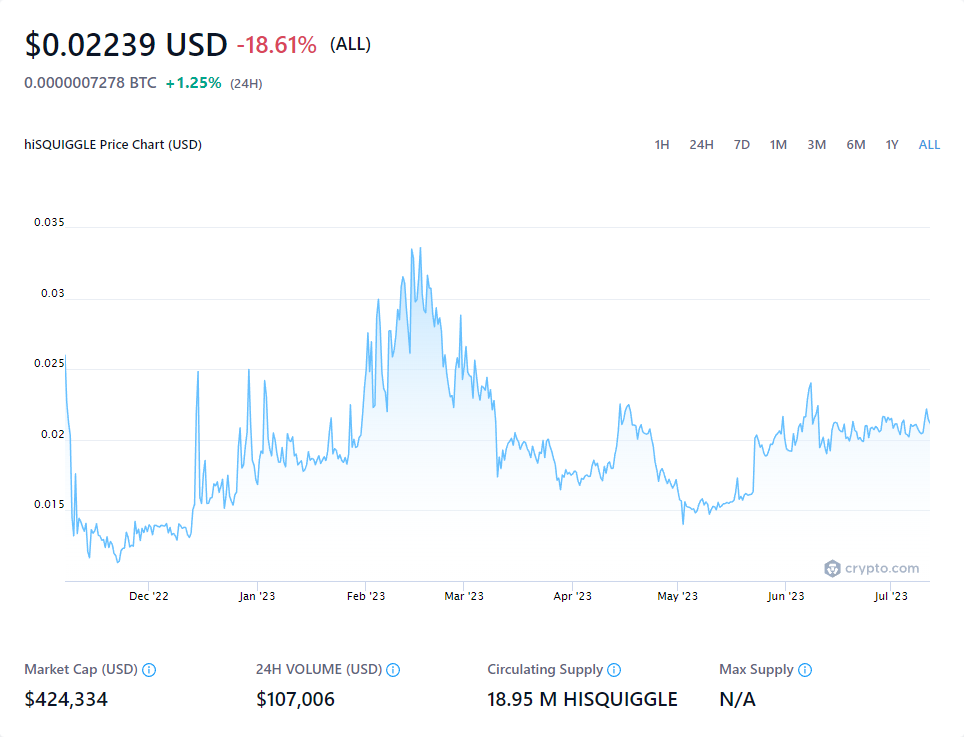 $0.02239 USD -18.61% (ALL)
0.0000007278 BTC +1.25% (24H)
hiSQUIGGLE Price Chart (USD) 1H 24H 7D 1M 3M 6M 1Y ALL
0.035
0.03
0.025
0.02
0.015
crypto.com
Dec '22 Jan '23 Feb '23 Mar '23 Apr '23 May '23 Jun '23 Jul '23
Market Cap (USD) 24H VOLUME (USD) Circulating Supply Max Supply
$424,334 $107,006 18.95 M HISQUIGGLE N/A